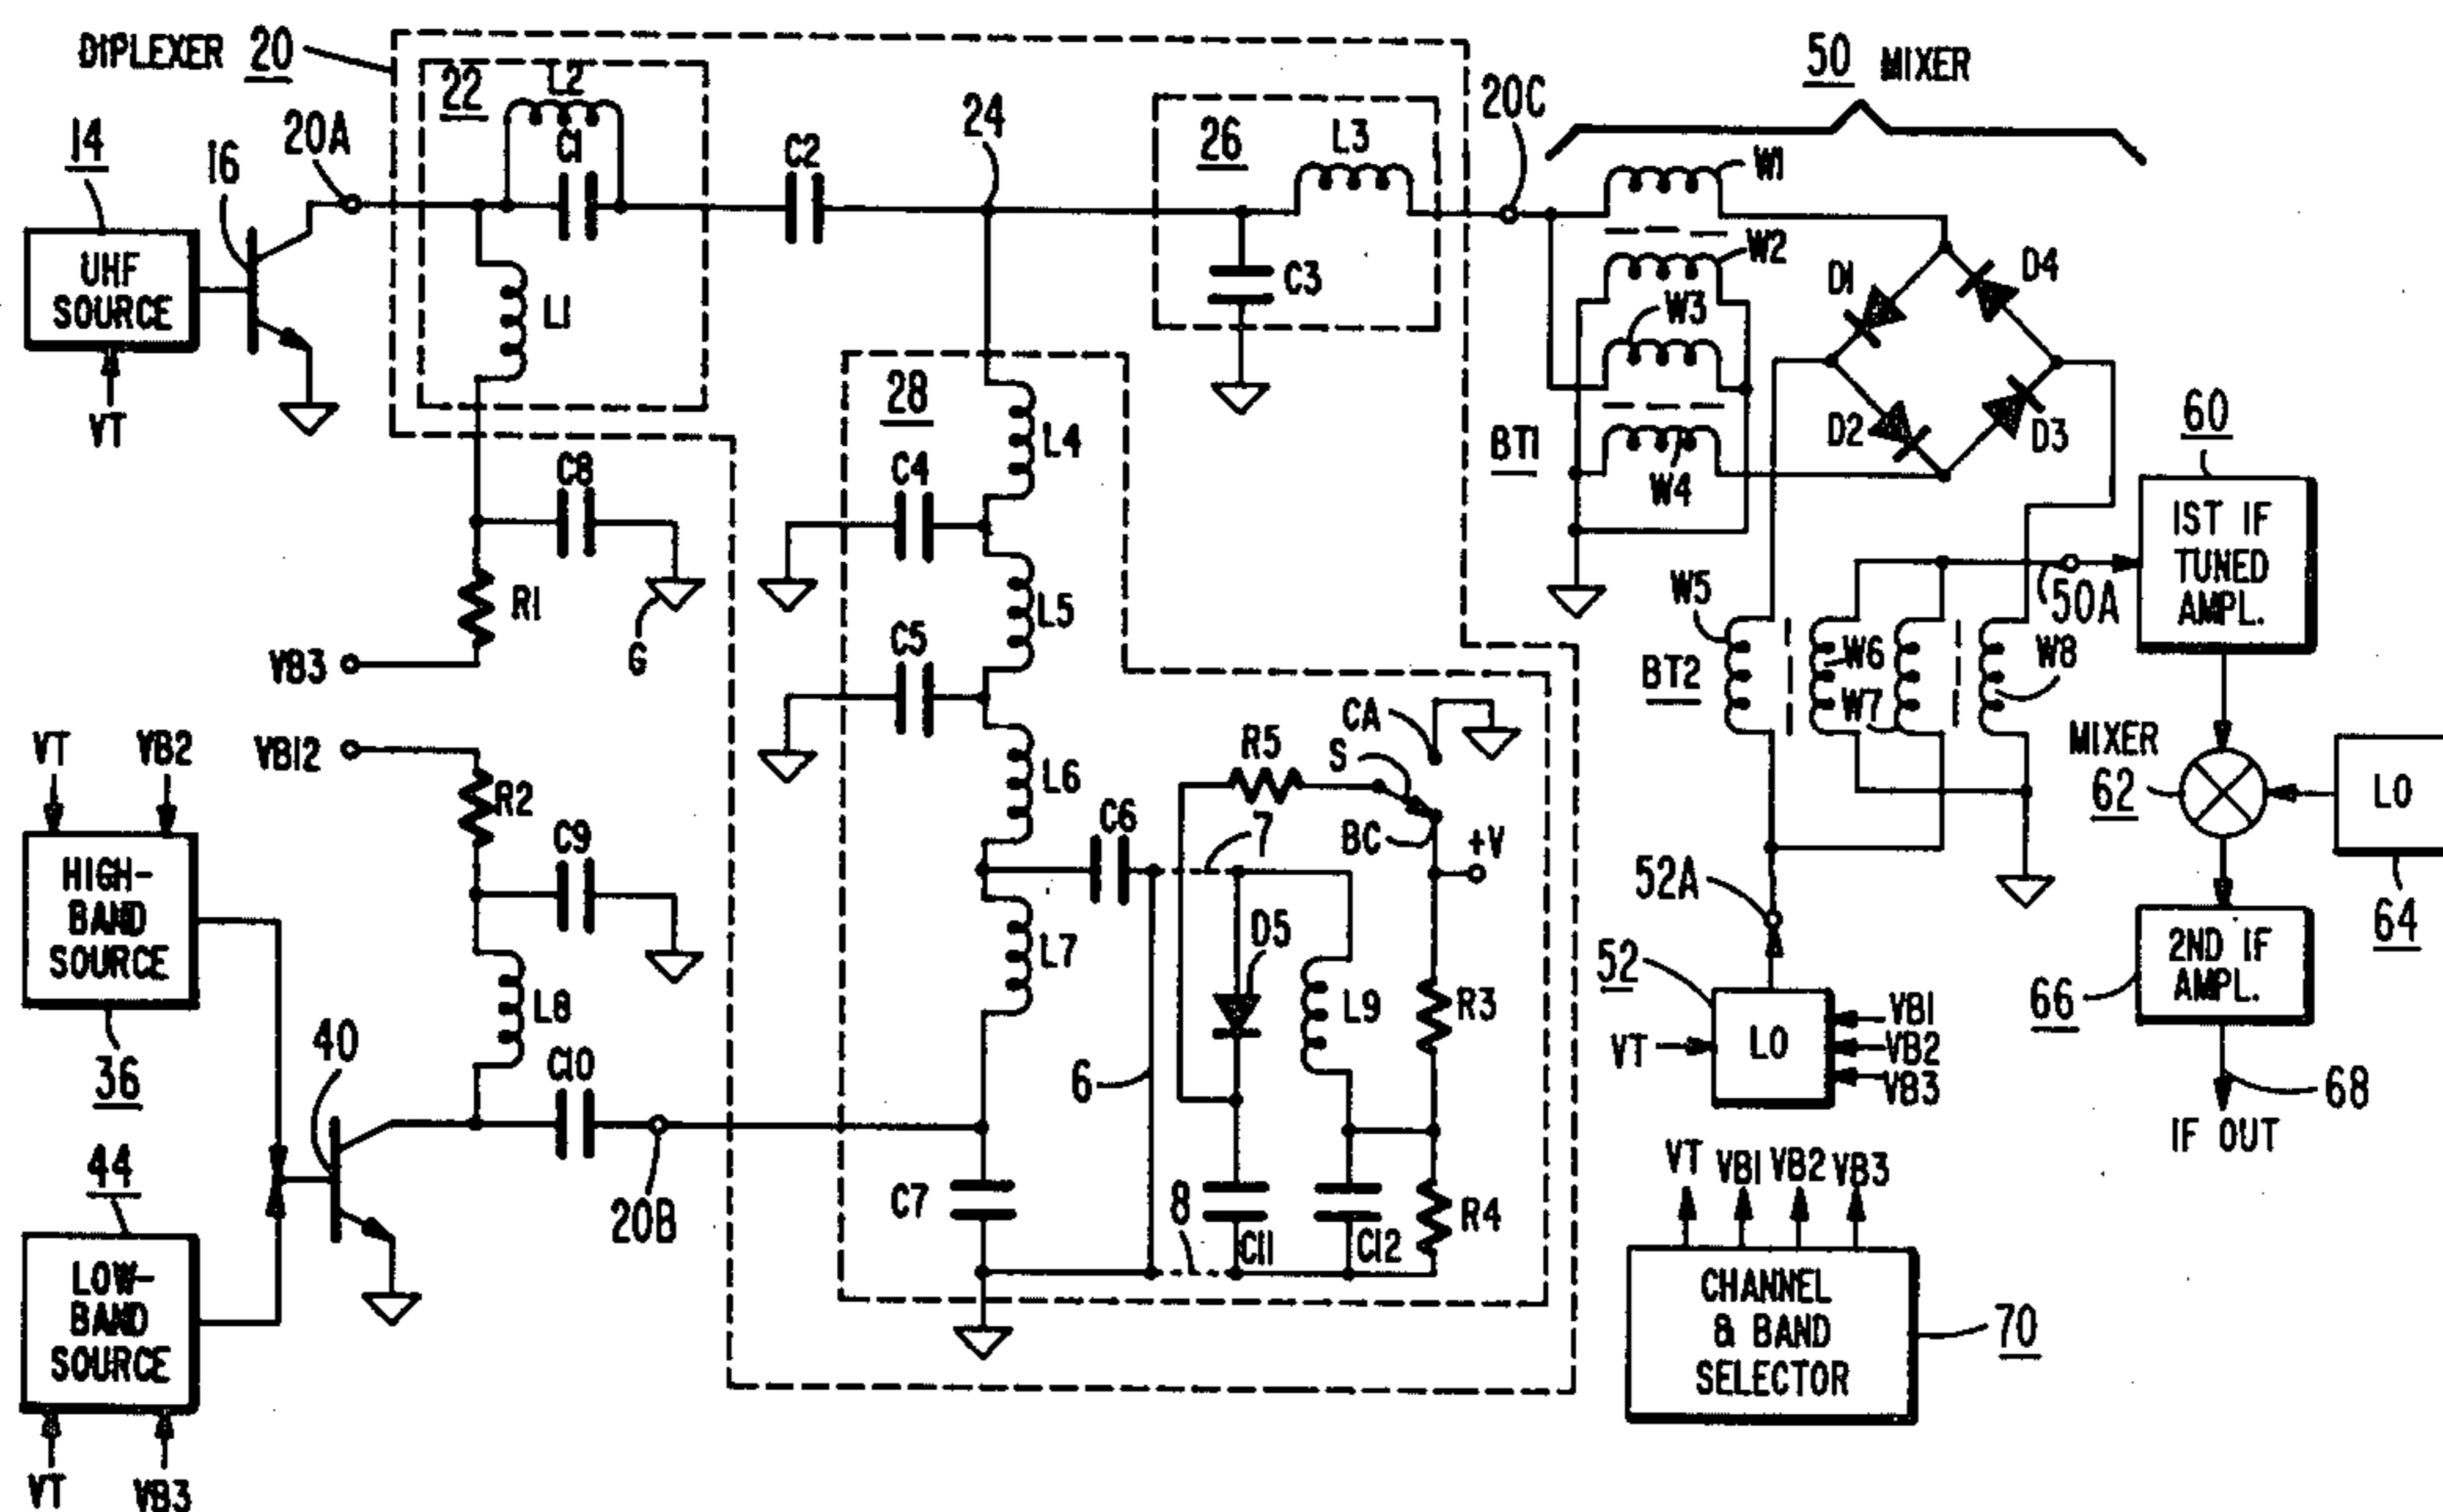 DIPLEXER 20
22
L2
C1
L1
14
UHF
SOURCE
VT
16
20A
C2
24
26
L3
C3
20C
50 MIXER
W1
W2
W3
W4
BT1
D1
D4
D2
D3
28
L4
C4
L5
C5
L6
C6
L7
C7
C8
R1
G
VB3
VB12
R2
C9
L8
C10
20B
VT
VB2
HIGH-
BAND
SOURCE
36
40
44
LOW-
BAND
SOURCE
VT
VB3
R5
S
CA
BC
+V
7
D5
L9
R3
6
8
C11
C12
R4
W5
BT2
W6
W7
W8
50A
60
1ST IF
TUNED
AMPL.
MIXER
62
LO
64
2ND IF
AMPL.
66
68
IF OUT
52A
52
LO
VT
VB1
VB2
VB3
VT VB1 VB2 VB3
CHANNEL
& BAND
SELECTOR
70